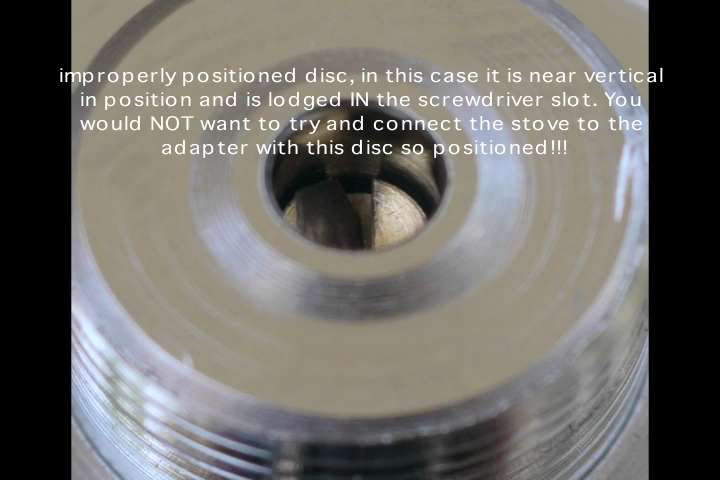 improperly positioned disc, in this case it is near vertical
in position and is lodged IN the screwdriver slot. You
would NOT want to try and connect the stove to the
adapter with this disc so positioned!!!